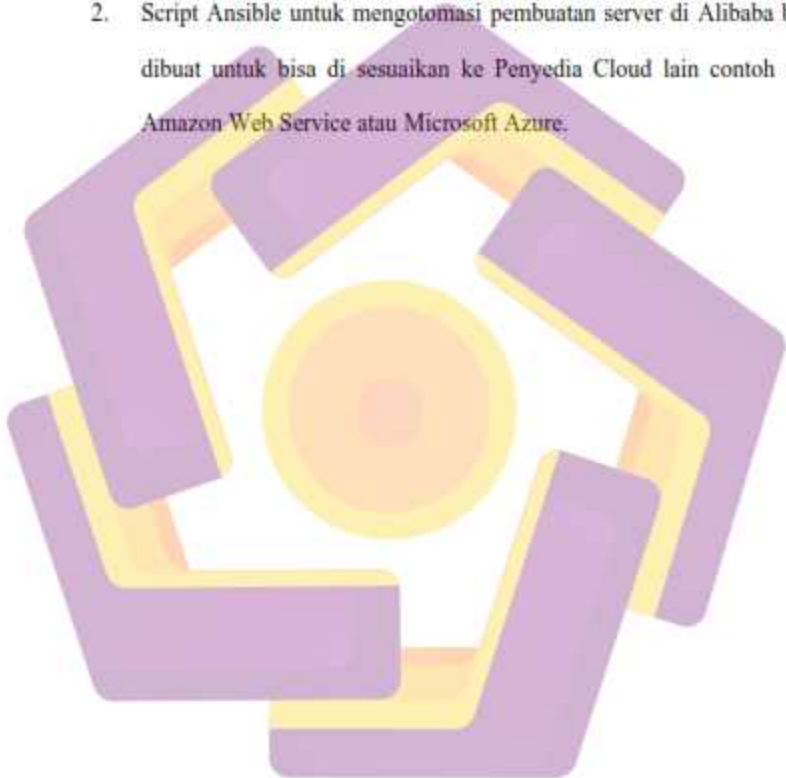 2. Script Ansible untuk mengotomasi pembuatan server di Alibaba
dibuat untuk bisa di sesuaikan ke Penyedia Cloud lain contoh
Amazon Web Service atau Microsoft Azure.